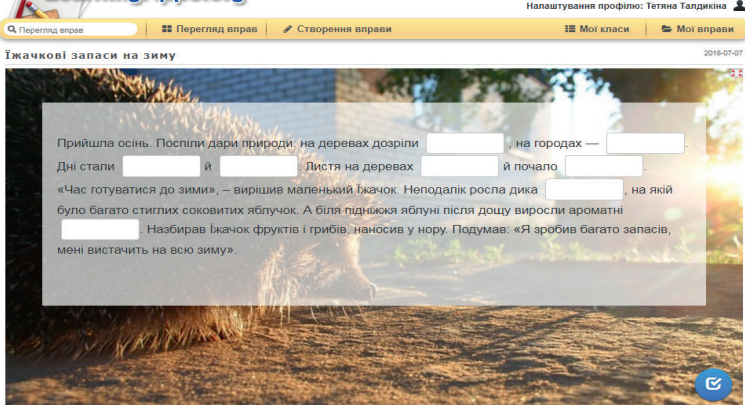 LearningApps.org
Налаштування профілю: Тетяна Талдикіна
Перегляд вправ
Перегляд вправ
Створення вправи
Мої класи
Мої вправи
Їжачкові запаси на зиму
2018-07-07
Прийшла осінь. Поспіли дари природи: на деревах дозріли , на городах — .
Дні стали й . Листя на деревах й почало .
«Час готуватися до зими», – вирішив маленький їжачок. Неподалік росла дика , на якій
було багато стиглих соковитих яблучок. А біля підніжжя яблуні після дощу виросли ароматні
. Назбирав їжачок фруктів і грибів, наносив у нору. Подумав: «Я зробив багато запасів,
мені вистачить на всю зиму».